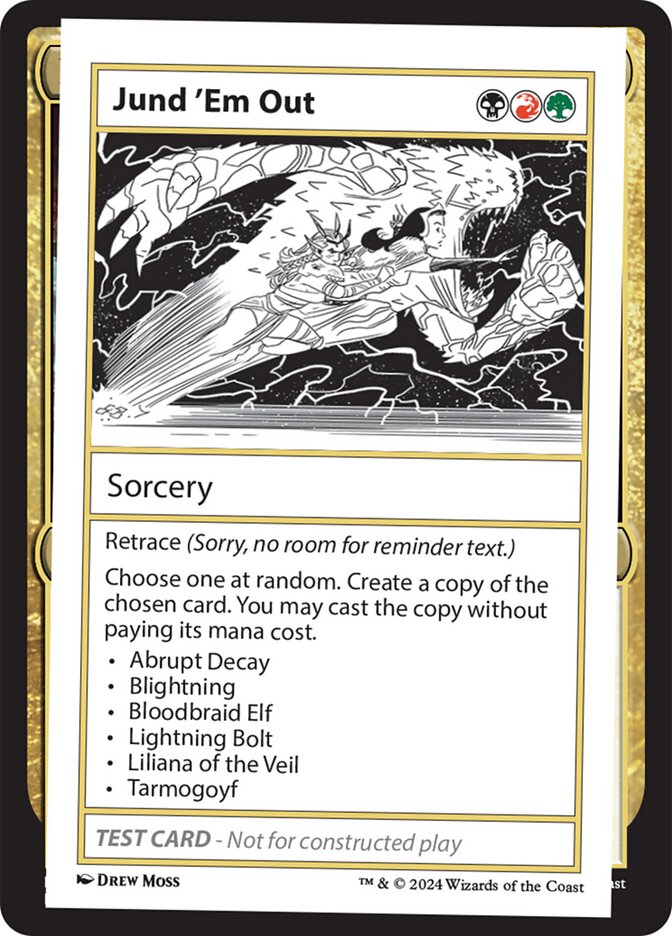 Jund ’Em Out
Sorcery
Retrace (Sorry, no room for reminder text.)
Choose one at random. Create a copy of the
chosen card. You may cast the copy without
paying its mana cost.
• Abrupt Decay
• Blightning
• Bloodbraid Elf
• Lightning Bolt
• Liliana of the Veil
• Tarmogoyf
TEST CARD - Not for constructed play
DREW MOSS
™ & © 2024 Wizards of the Coast
ast